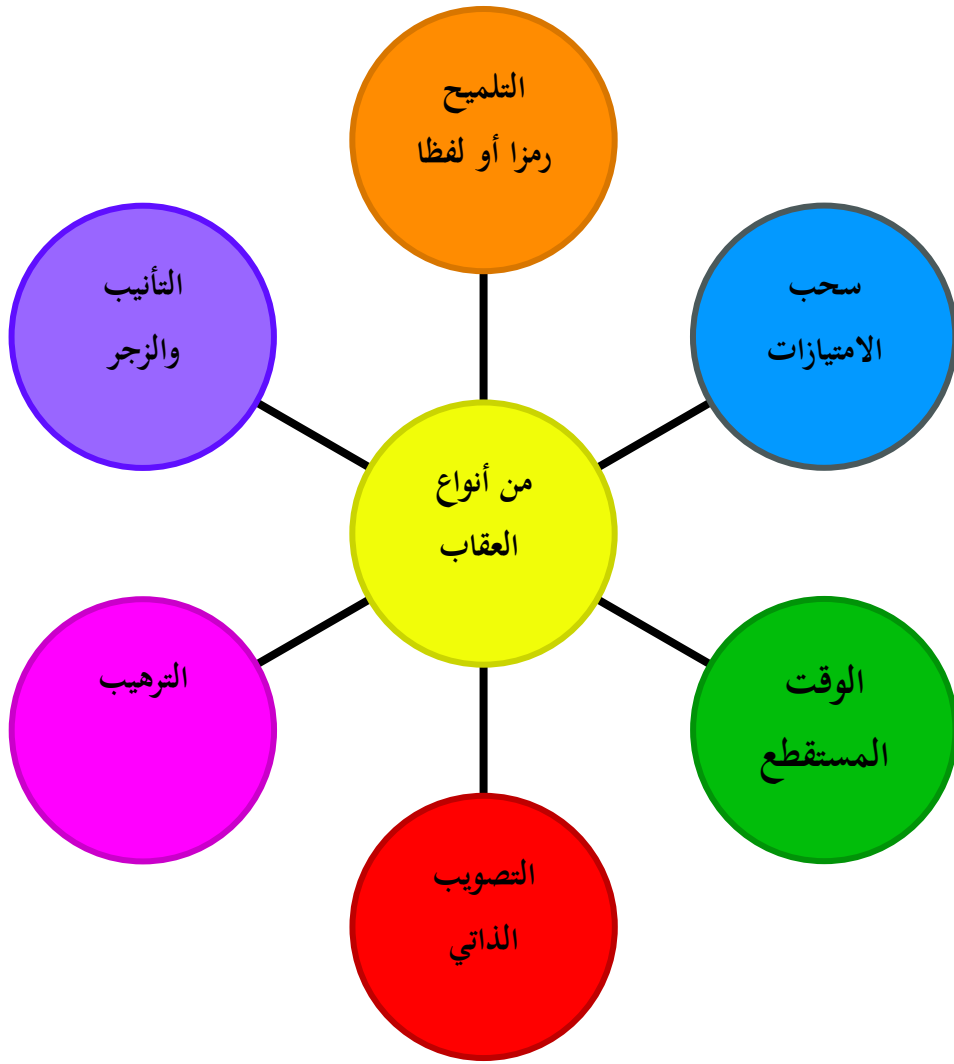 التلميح
رمزا أو لفظا
سحب
الامتيازات
التأنيب
والزجر
من أنواع
العقاب
الوقت
المستقطع
الترهيب
التصويب
الذاتي